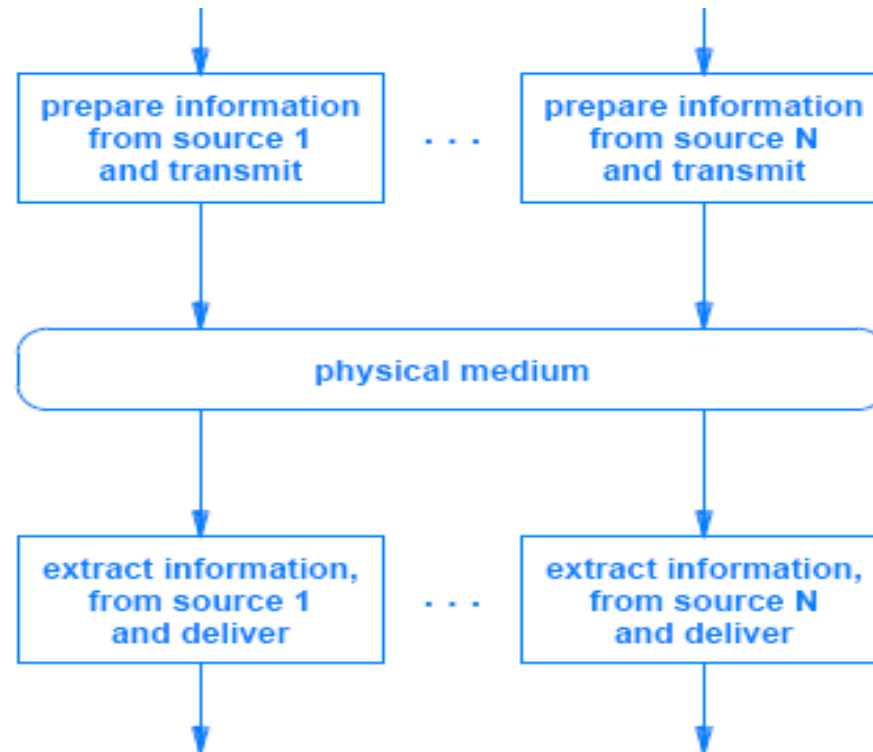 prepare information
from source 1
and transmit
. . .
prepare information
from source N
and transmit
physical medium
extract information,
from source 1
and deliver
. . .
extract information,
from source N
and deliver